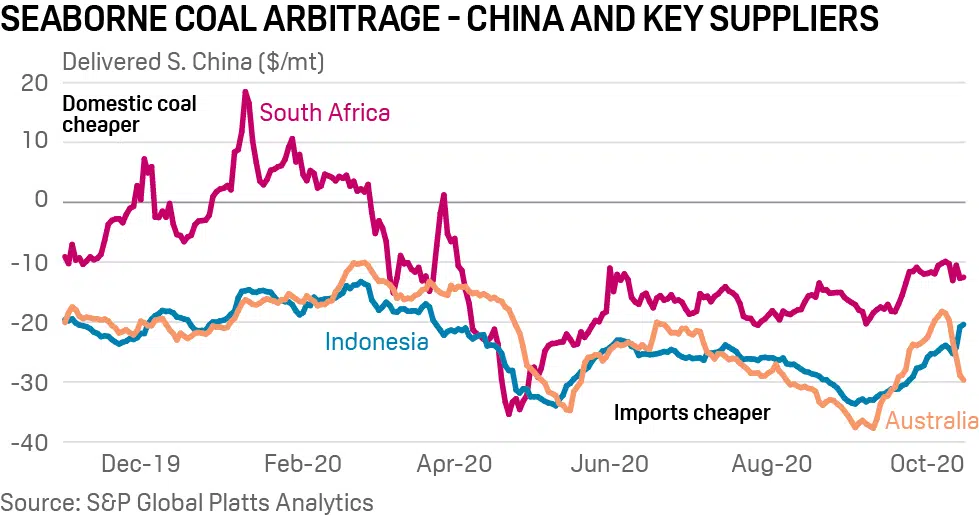 SEABORNE COAL ARBITRAGE - CHINA AND KEY SUPPLIERS
Delivered S. China ($/mt)
20
Domestic coal
cheaper
South Africa
10
0
-10
-20
Indonesia
-30
Imports cheaper
Australia
-40
Dec-19
Feb-20
Apr-20
Jun-20
Aug-20
Oct-20
Source: S&P Global Platts Analytics